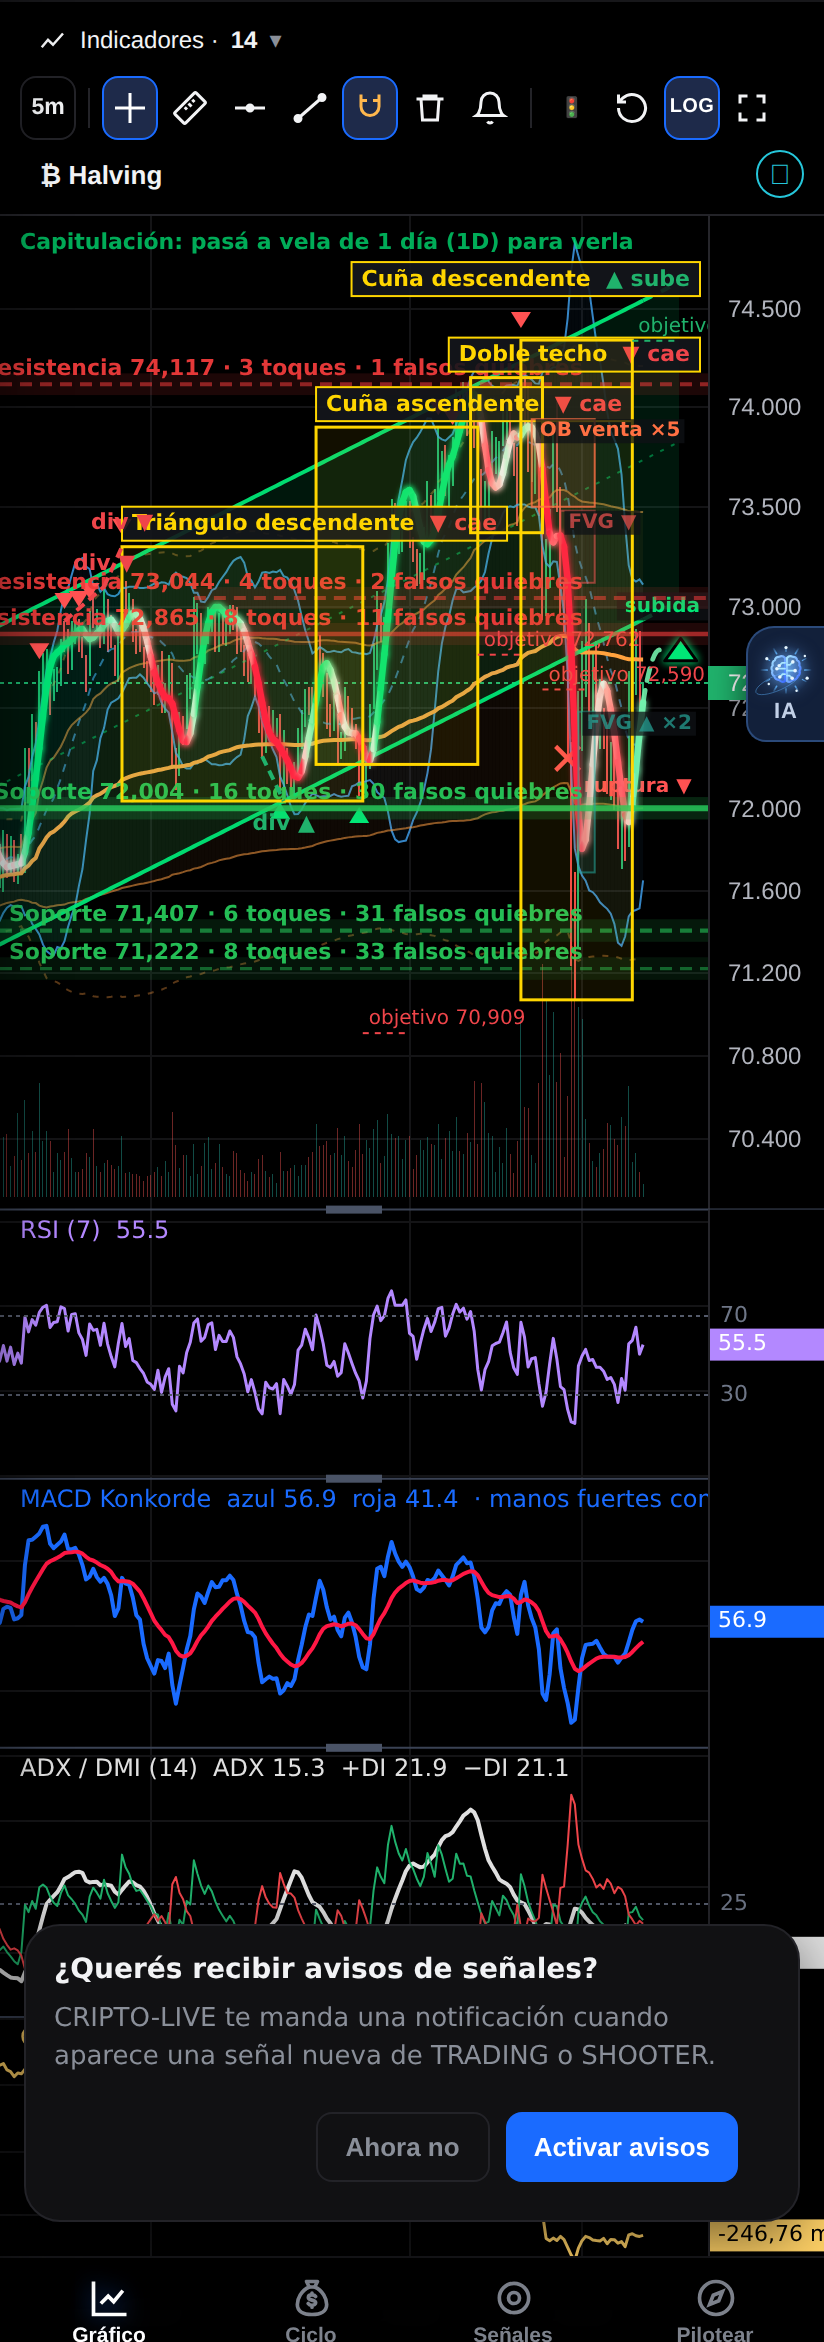 Indicadores · 14 ▾
5m
LOG
₿ Halving
Capitulación: pasá a vela de 1 día (1D) para verla
Cuña descendente ▲ sube
74.500
objetivo
Doble techo ▼ cae
esistencia 74,117 · 3 toques · 1 falsos quiebres
74.000
Cuña ascendente ▼ cae
OB venta ×5
73.500
div ▼
Triángulo descendente ▼ cae
FVG ▼
div
esistencia 73,044 · 4 toques · 2 falsos quiebres
subida
73.000
sistencia 72,865 · 8 toques · 11 falsos quiebres
objetivo 72,762
objetivo 72,590
72
IA
FVG ▲ ×2
ruptura ▼
Soporte 72,004 · 16 toques · 30 falsos quiebres
72.000
div ▲
71.600
Soporte 71,407 · 6 toques · 31 falsos quiebres
Soporte 71,222 · 8 toques · 33 falsos quiebres
71.200
objetivo 70,909
70.800
70.400
RSI (7) 55.5
70
55.5
30
MACD Konkorde azul 56.9 roja 41.4 · manos fuertes cor
56.9
ADX / DMI (14) ADX 15.3 +DI 21.9 −DI 21.1
25
¿Querés recibir avisos de señales?
CRIPTO-LIVE te manda una notificación cuando
aparece una señal nueva de TRADING o SHOOTER.
Ahora no
Activar avisos
-246,76 m
Gráfico
Ciclo
Señales
Pilotear